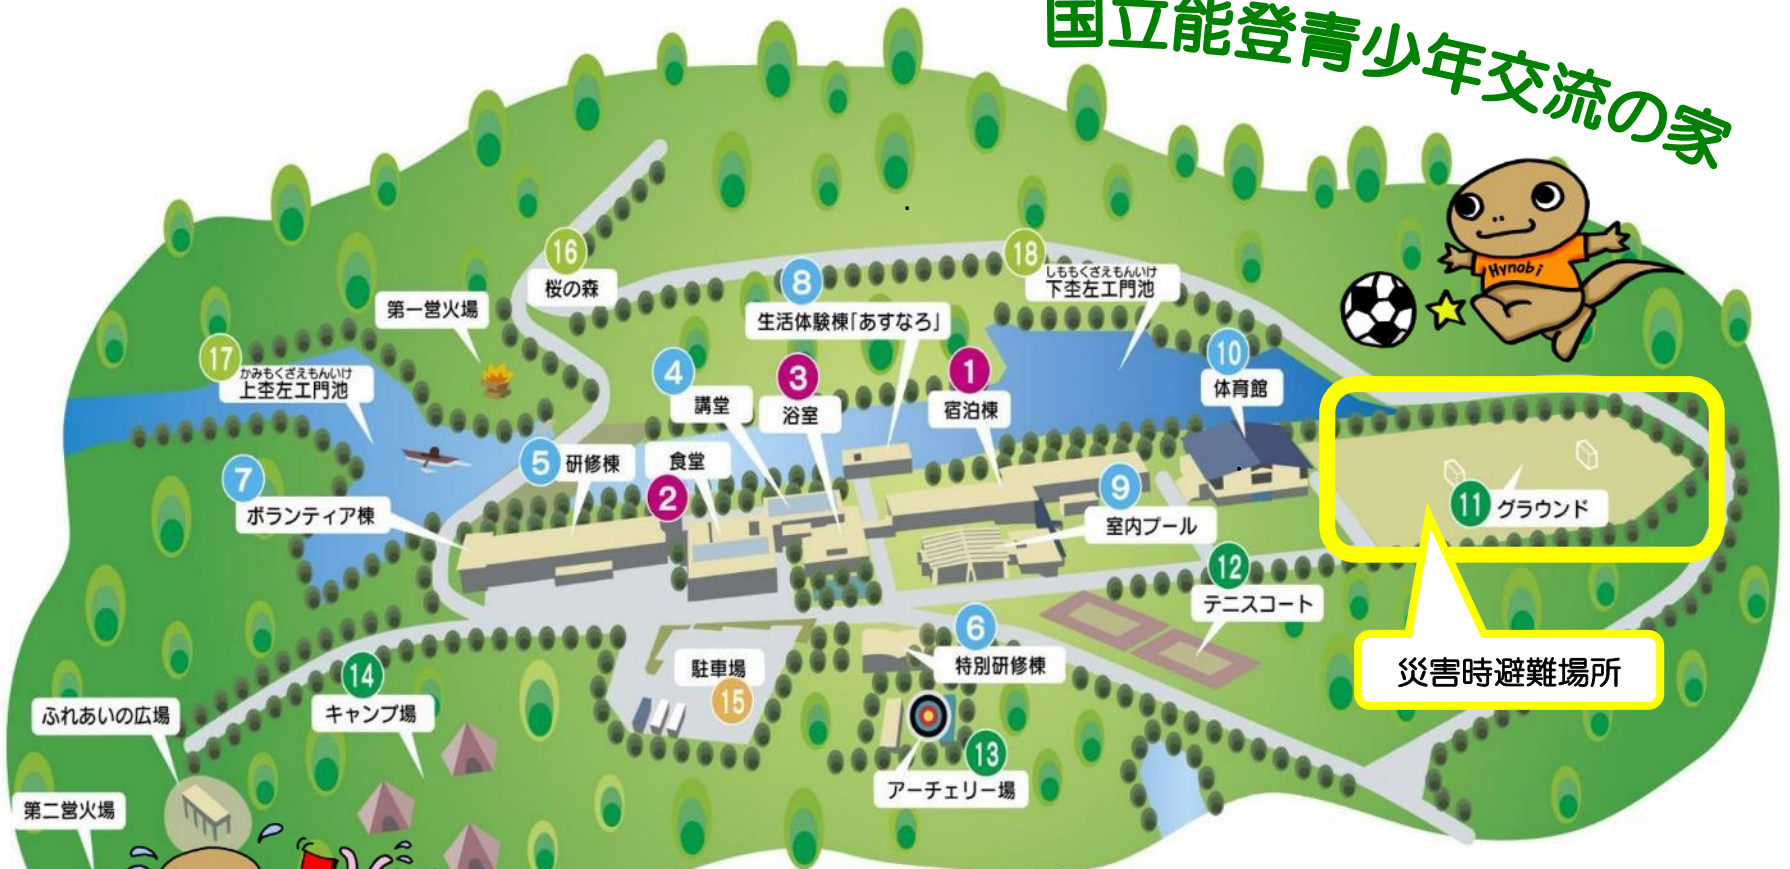 国立能登青少年交流の家
Hynobi
16
桜の森
18
しももくざえもんいけ
下杢左エ門池
8
生活体験棟「あすなろ」
第一営火場
17
かみもくざえもんいけ
上杢左エ門池
4
講堂
3
浴室
1
宿泊棟
10
体育館
5
研修棟
食堂
2
7
ボランティア棟
9
室内プール
11
グラウンド
12
テニスコート
6
特別研修棟
災害時避難場所
駐車場
15
14
キャンプ場
ふれあいの広場
13
アーチェリー場
第二営火場